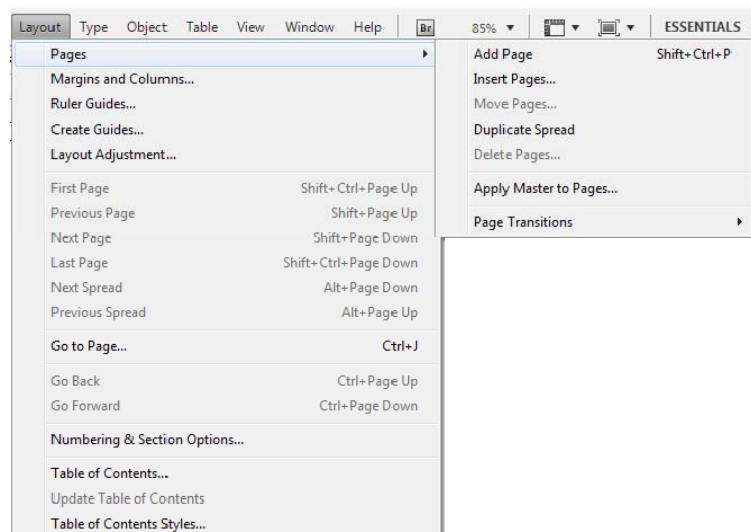 Layout Type Object Table View Window Help Br 85% ESSENTIALS
Pages
Margins and Columns...
Ruler Guides...
Create Guides...
Layout Adjustment...
First Page Shift+Ctrl+Page Up
Previous Page Shift+Page Up
Next Page Shift+Page Down
Last Page Shift+Ctrl+Page Down
Next Spread Alt+Page Down
Previous Spread Alt+Page Up
Go to Page... Ctrl+J
Go Back Ctrl+Page Up
Go Forward Ctrl+Page Down
Numbering & Section Options...
Table of Contents...
Update Table of Contents
Table of Contents Styles...
Add Page Shift+Ctrl+P
Insert Pages...
Move Pages...
Duplicate Spread
Delete Pages...
Apply Master to Pages...
Page Transitions